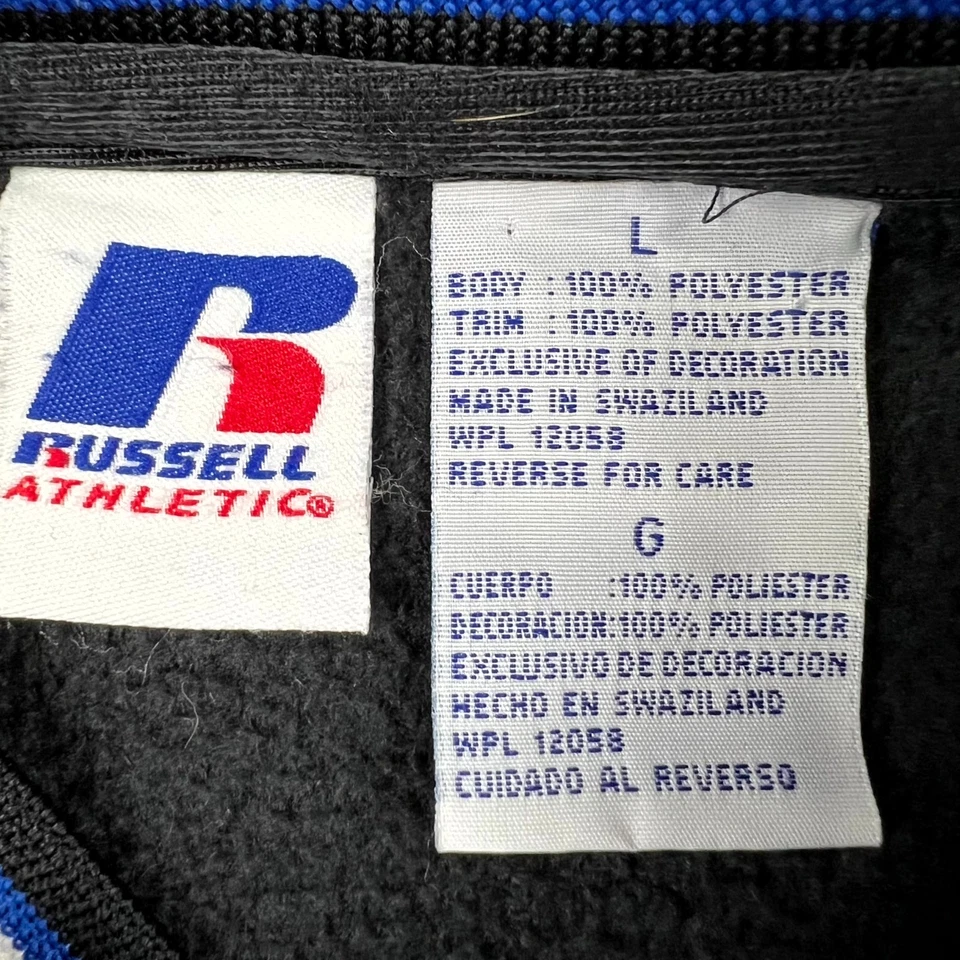 RUSSELL
ATHLETIC®
L
BODY : 100% POLYESTER
TRIM : 100% POLYESTER
EXCLUSIVE OF DECORATION
MADE IN SWAZILAND
WPL 12058
REVERSE FOR CARE
G
CUERPO :100% POLIESTER
DECORACION:100% POLIESTER
EXCLUSIVO DE DECORACION
HECHO EN SWAZILAND
WPL 12058
CUIDADO AL REVERSO